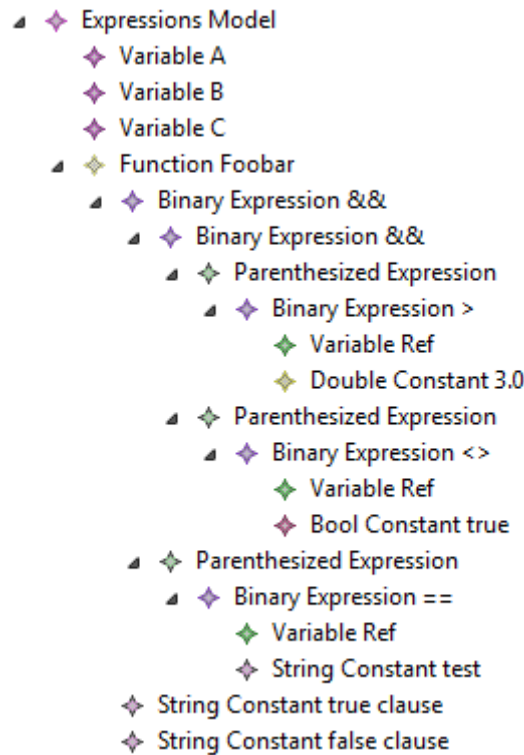 Expressions Model
Variable A
Variable B
Variable C
Function Foobar
Binary Expression &&
Binary Expression &&
Parenthesized Expression
Binary Expression >
Variable Ref
Double Constant 3.0
Parenthesized Expression
Binary Expression <>
Variable Ref
Bool Constant true
Parenthesized Expression
Binary Expression ==
Variable Ref
String Constant test
String Constant true clause
String Constant false clause